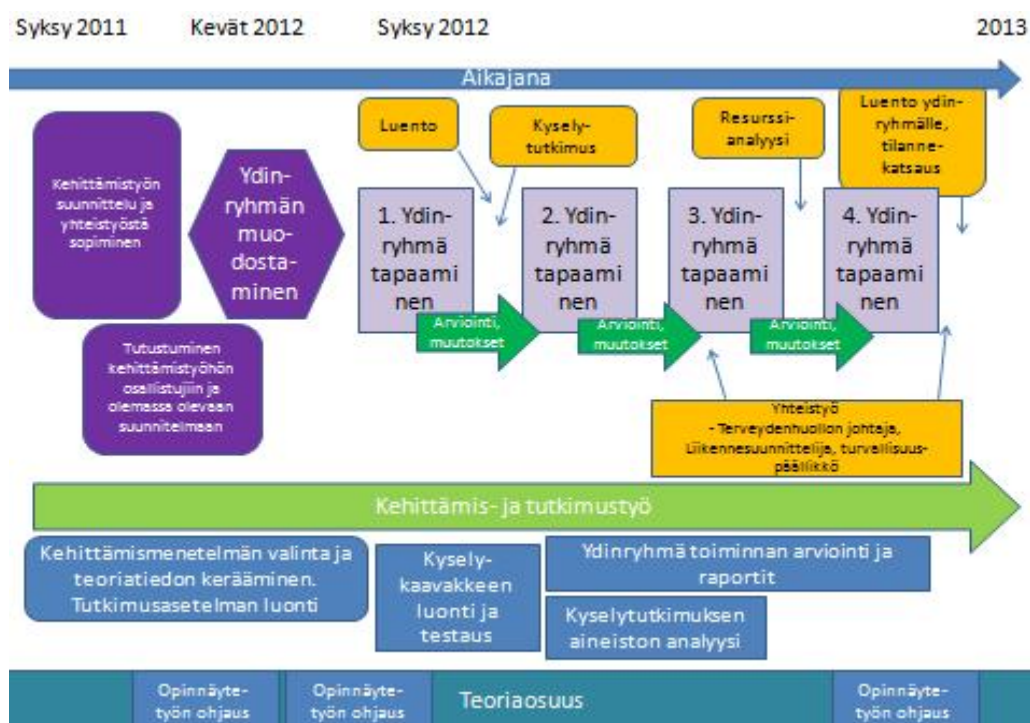 Syksy 2011
Kevät 2012
Syksy 2012
2013
Aikajana
Kehittämistyön
suunnittelu ja
yhteistyöstä
sopiminen
Ydin-
ryhmän
muo-
dosta-
minen
Luento
Kysely-
tutkimus
Resurssi-
analyysi
Luento ydin-
ryhmälle,
tilanne-
katsaus
1. Ydin-
ryhmä
tapaami
nen
2. Ydin-
ryhmä
tapaami
nen
3. Ydin-
ryhmä
tapaami
nen
4. Ydin-
ryhmä
tapaami
nen
Arviointi,
muutokset
Arviointi,
muutokset
Arviointi,
muutokset
Tutustuminen
kehittämistyöhön
osallistujiin ja
olemassa olevaan
suunnitelmaan
Yhteistyö
- Terveydenhuollon johtaja,
Liikennesuunnittelija, turvallisuus-
päällikkö
Kehittämis- ja tutkimustyö
Kehittämismenetelmän valinta ja
teoriatiedon kerääminen.
Tutkimusasetelman luonti
Kysely-
kaavakkeen
luonti ja
testaus
Ydinryhmä toiminnan arviointi ja
raportit
Kyselytutkimuksen
aineiston analyysi
Opinnäyte-
työn ohjaus
Opinnäyte-
työn ohjaus
Teoriaosuus
Opinnäyte-
työn ohjaus